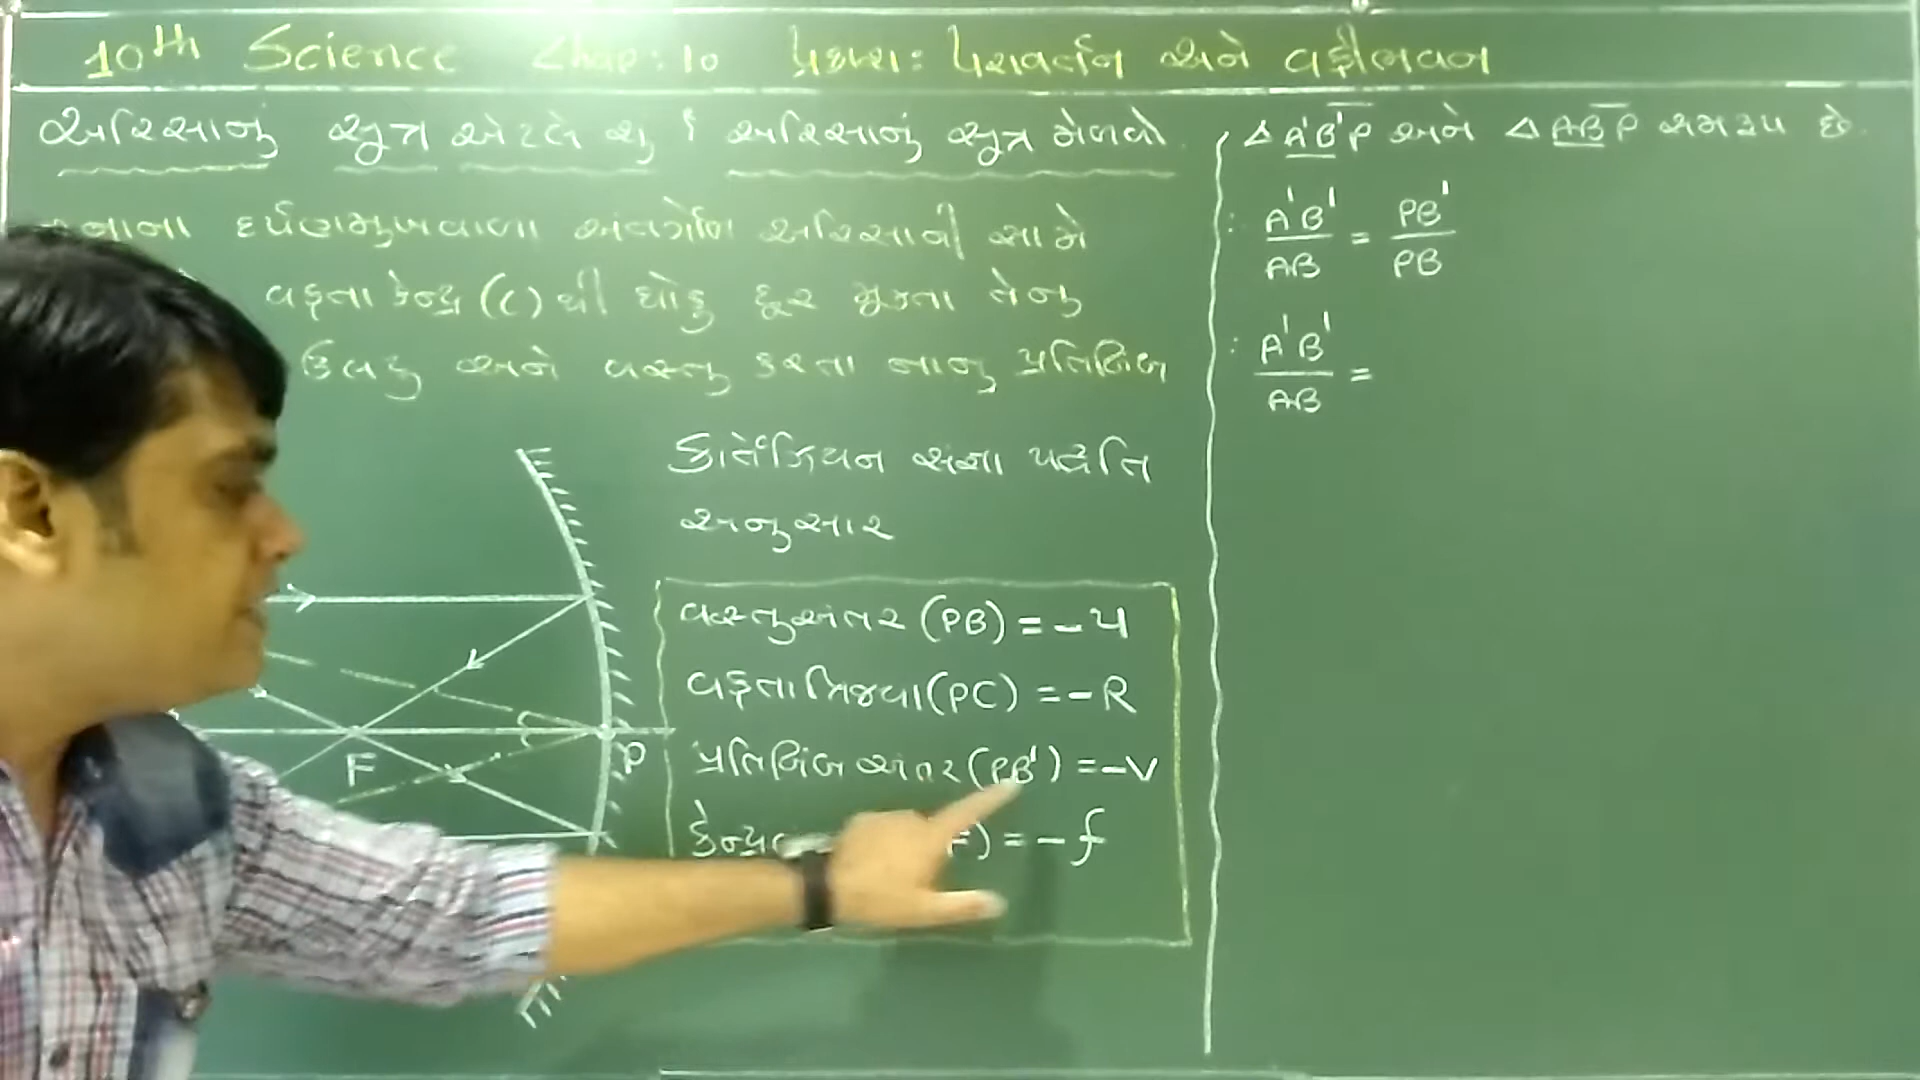 10th Science Chap: 10 પ્રકાશ: પરાવર્તન અને વક્રીભવન
અરિસાનું સુત્ર એટલે શુ ? અરિસાનું સુત્ર મેળવો.
નાના દર્પણમુખવાળા અંતર્ગોળ અરિસાની સામે
વક્રતા કેન્દ્ર (C) થી થોડુ દૂર મુકતા તેનુ
ઉલટુ અને વસ્તુ કરતા નાનુ પ્રતિબિંબ
કાર્તેઝિયન સંજ્ઞા પદ્ધતિ
અનુસાર
વસ્તુઅંતર (PB) = -u
વક્રતાત્રિજ્યા (PC) = -R
પ્રતિબિંબ અંતર (PB') = -v
= -f
F
P
Δ A'B'P અને Δ ABP સમરૂપ છે.
∴ A'B'/AB = PB'/PB
∴ A'B'/AB =